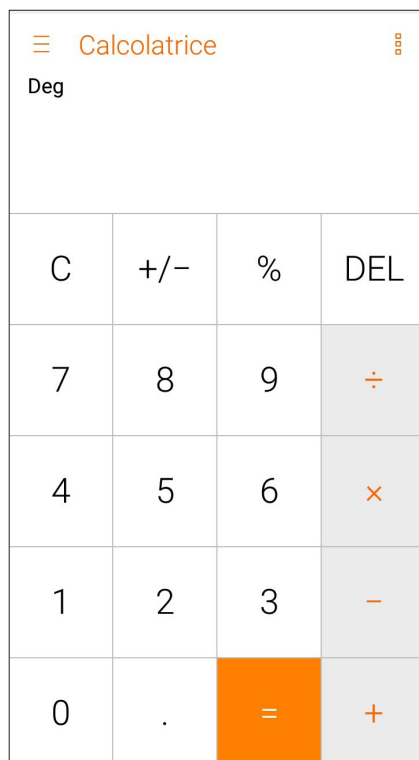 Calcolatrice
Deg
C +/− % DEL
7 8 9 ÷
4 5 6 ×
1 2 3 −
0 . = +